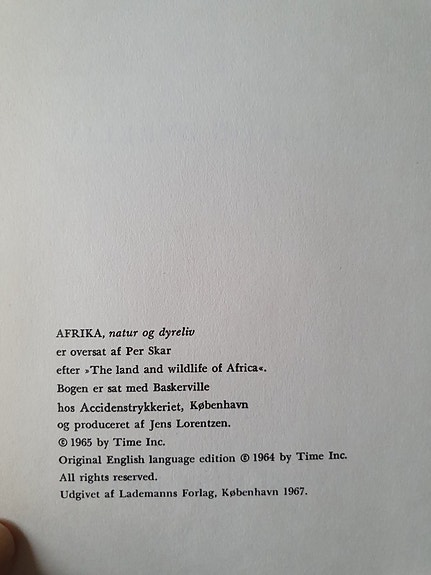 AFRIKA, natur og dyreliv
er oversat af Per Skar
efter »The land and wildlife of Africa«.
Bogen er sat med Baskerville
hos Accidenstrykkeriet, København
og produceret af Jens Lorentzen.
© 1965 by Time Inc.
Original English language edition © 1964 by Time Inc.
All rights reserved.
Udgivet af Lademanns Forlag, København 1967.